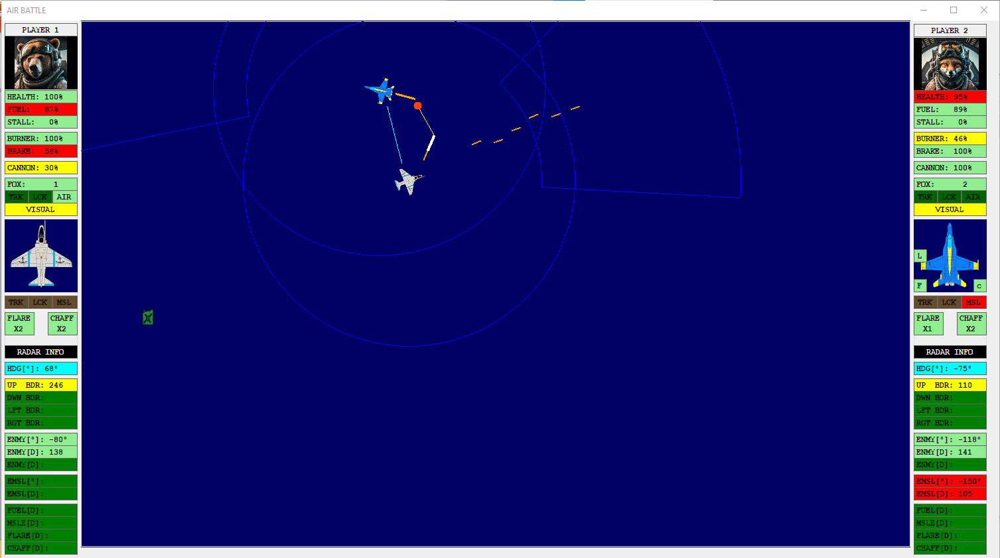 AIR BATTLE
PLAYER 1
HEALTH: 100%
FUEL: 87%
STALL: 0%
BURNER: 100%
BRAKE: 58%
CANNON: 30%
FOX: 1
TRK LCK AIR
VISUAL
TRK LCK MSL
FLARE CHAFF
X2 X2
RADAR INFO
HDG[°]: 68°
UP BDR: 246
DWN BDR:
LFT BDR:
RGT BDR:
ENMY[°]: -80°
ENMY[D]: 138
ENMY[D]:
EMSL[°]:
EMSL[D]:
FUEL[D]:
MSLE[D]:
FLARE[D]:
CHAFF[D]:
PLAYER 2
HEALTH: 95%
FUEL: 89%
STALL: 0%
BURNER: 46%
BRAKE: 100%
CANNON: 100%
FOX: 2
TRK LCK AIR
VISUAL
L
F C
TRK LCK MSL
FLARE CHAFF
X1 X2
RADAR INFO
HDG[°]: -75°
UP BDR: 110
DWN BDR:
LFT BDR:
RGT BDR:
ENMY[°]: -118°
ENMY[D]: 141
ENMY[D]:
EMSL[°]: -150°
EMSL[D]: 105
FUEL[D]:
MSLE[D]:
FLARE[D]:
CHAFF[D]: